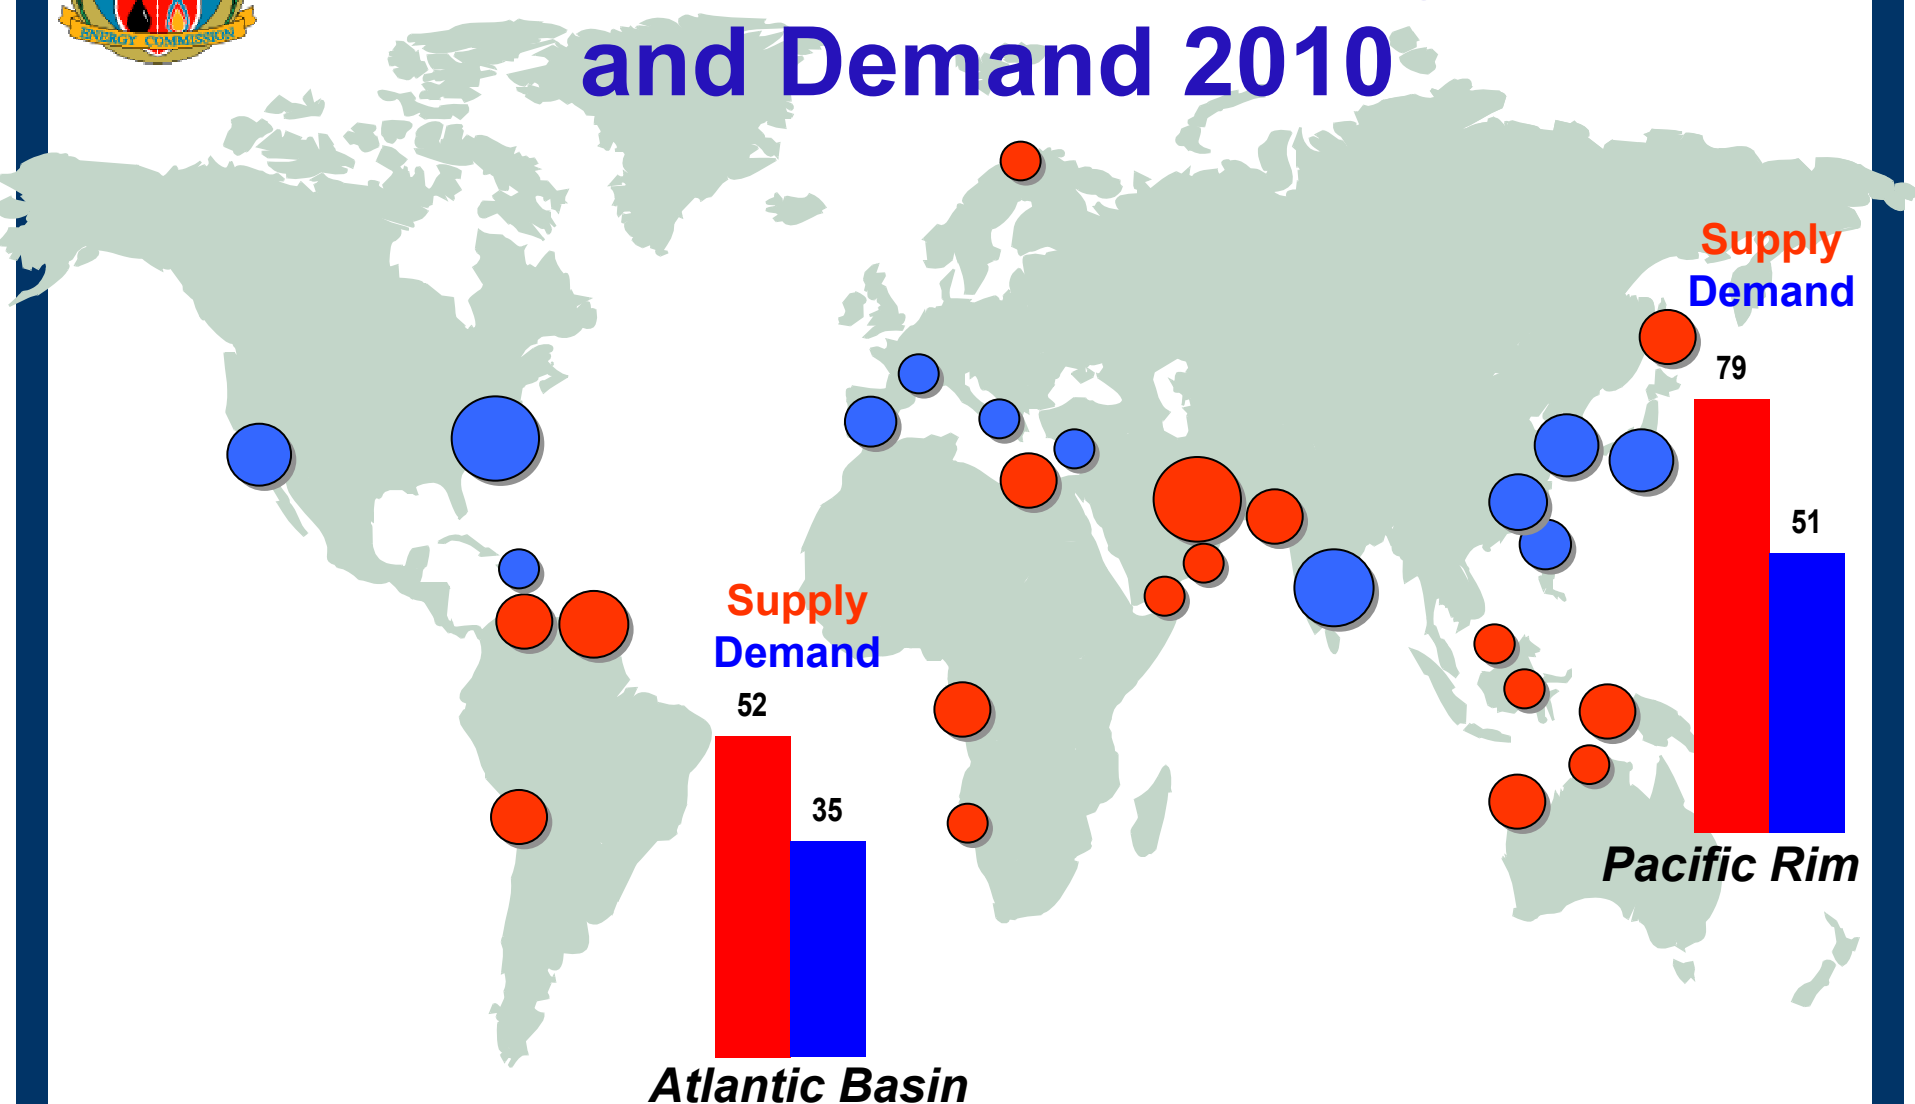 ENERGY COMMISSION
and Demand 2010
Supply
Demand
79
51
Pacific Rim
Supply
Demand
52
35
Atlantic Basin